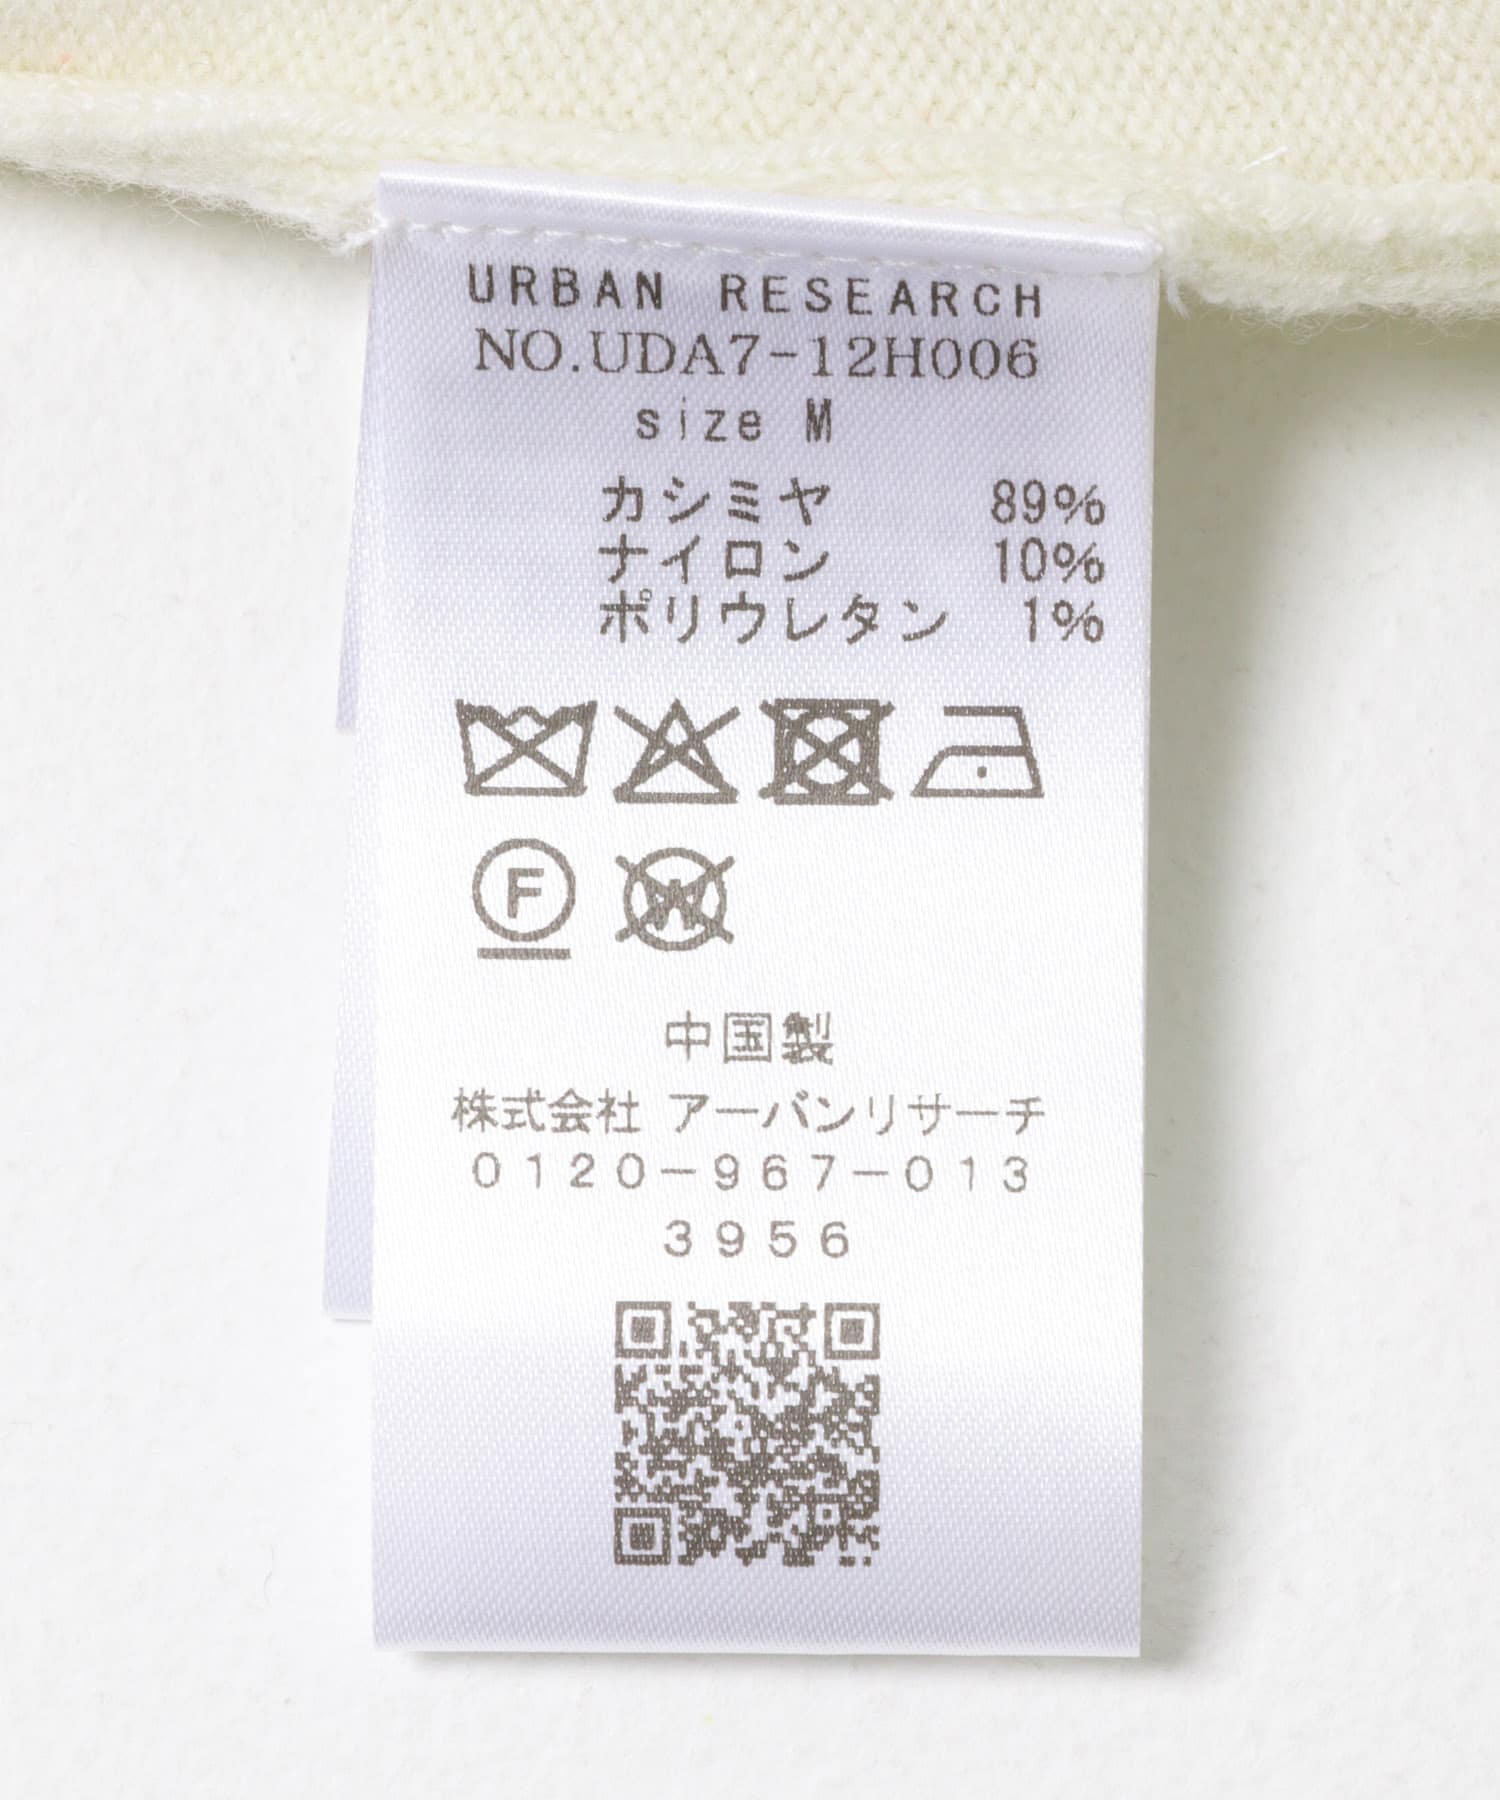 URBAN RESEARCH
NO.UDA7-12H006
size M
カシミヤ 89%
ナイロン 10%
ポリウレタン 1%
F
W
中国製
株式会社 アーバンリサーチ
0120-967-013
3956